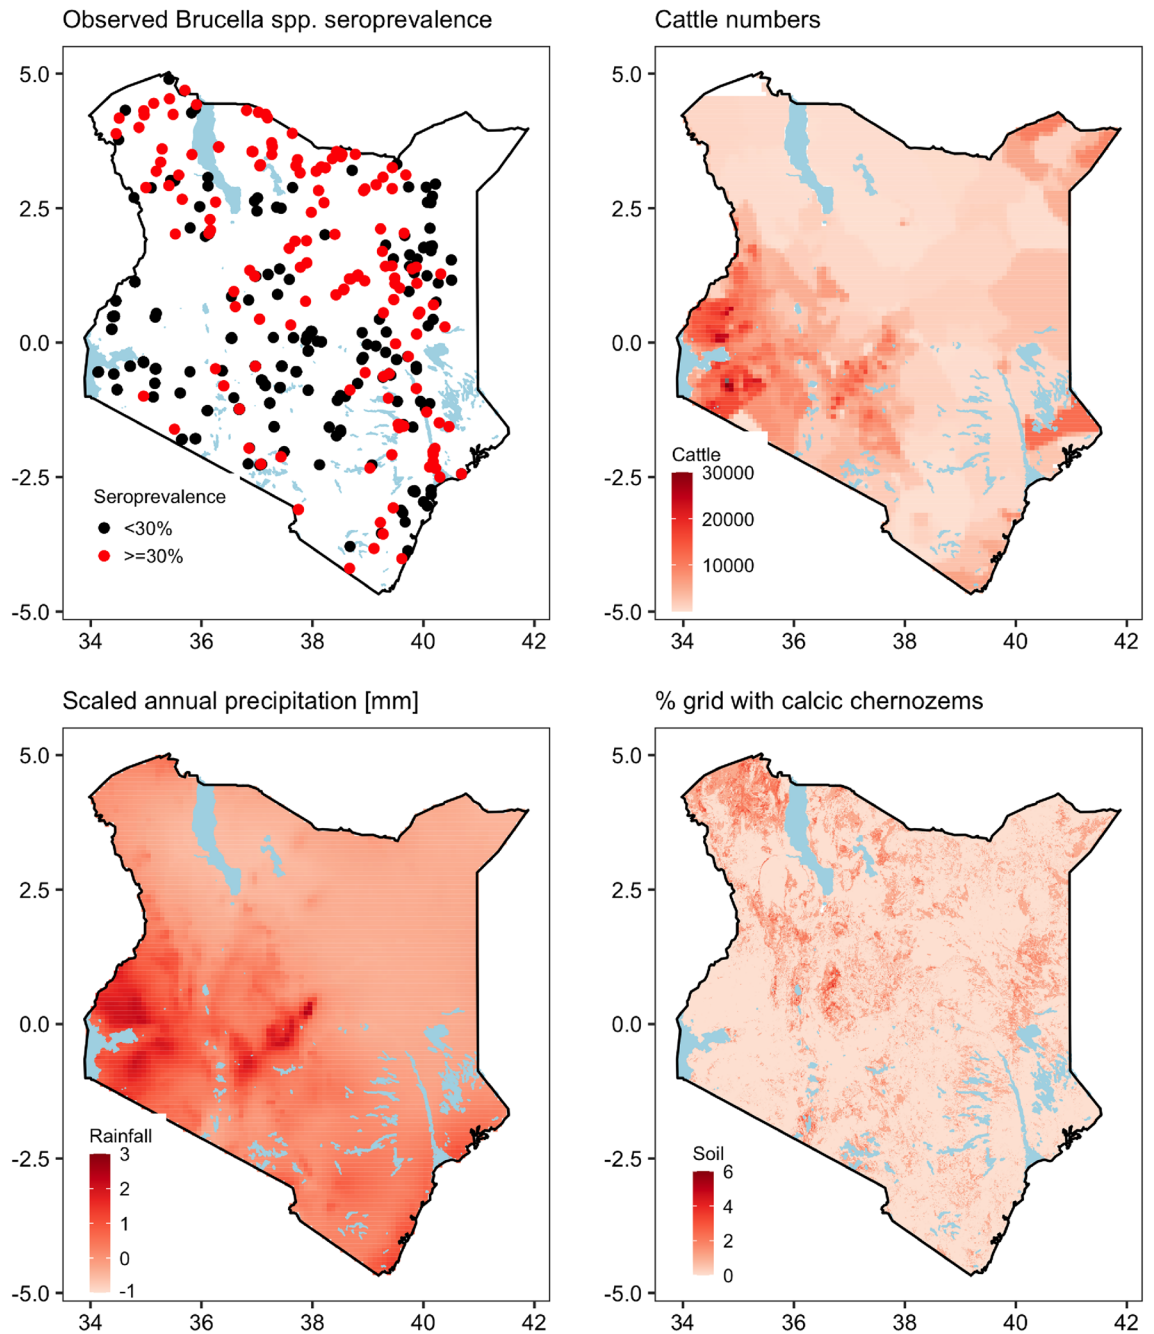 Observed Brucella spp. seroprevalence
5.0
2.5
0.0
-2.5
-5.0
Seroprevalence
<30%
>=30%
34 36 38 40 42
Cattle numbers
5.0
2.5
0.0
-2.5
-5.0
Cattle
30000
20000
10000
34 36 38 40 42
Scaled annual precipitation [mm]
5.0
2.5
0.0
-2.5
-5.0
Rainfall
3
2
1
0
-1
34 36 38 40 42
% grid with calcic chernozems
5.0
2.5
0.0
-2.5
-5.0
Soil
6
4
2
0
34 36 38 40 42